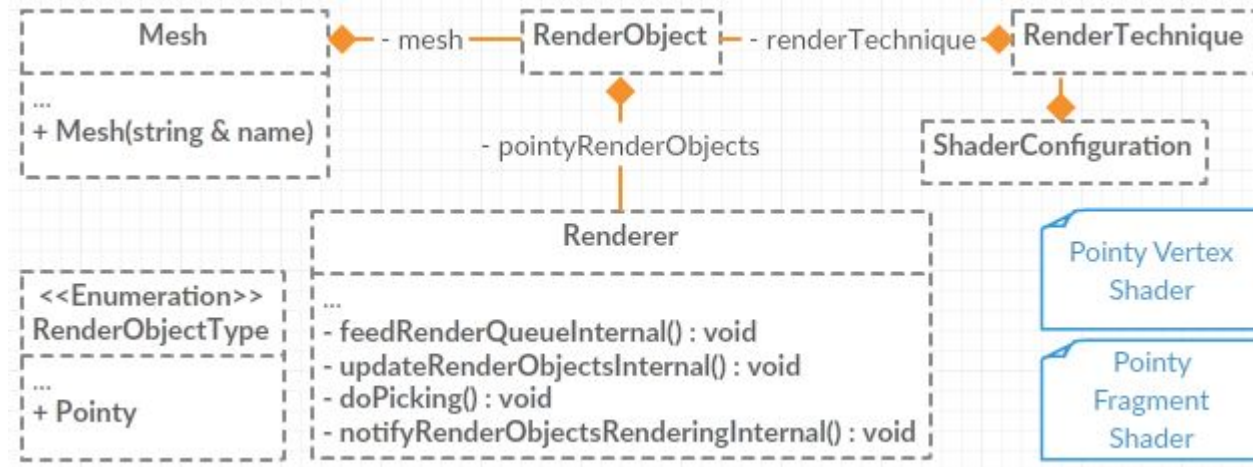 Mesh
...
+ Mesh(string & name)
- mesh
RenderObject
- renderTechnique
RenderTechnique
ShaderConfiguration
- pointyRenderObjects
Renderer
...
- feedRenderQueueInternal() : void
- updateRenderObjectsInternal() : void
- doPicking() : void
- notifyRenderObjectsRenderingInternal() : void
<<Enumeration>>
RenderObjectType
...
+ Pointy
Pointy Vertex
Shader
Pointy
Fragment
Shader